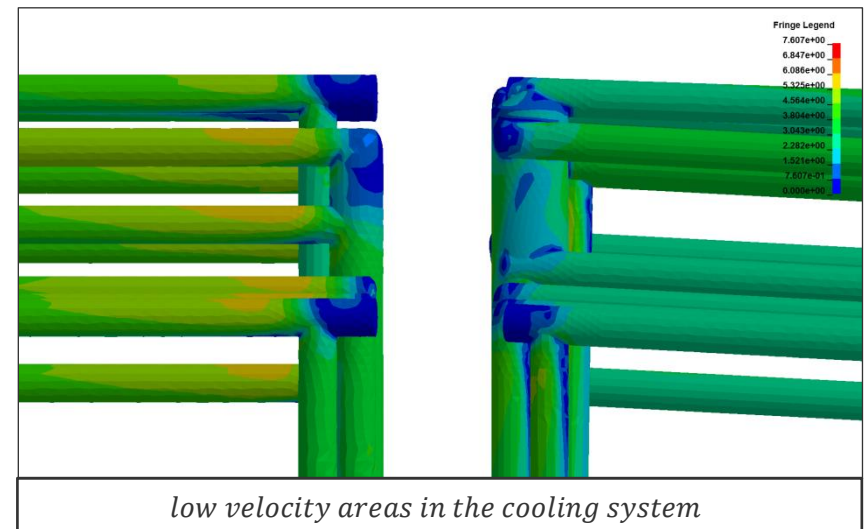 Fringe Legend
7.607e+00
6.847e+00
6.086e+00
5.325e+00
4.564e+00
3.804e+00
3.043e+00
2.282e+00
1.521e+00
7.607e-01
0.000e+00
low velocity areas in the cooling system